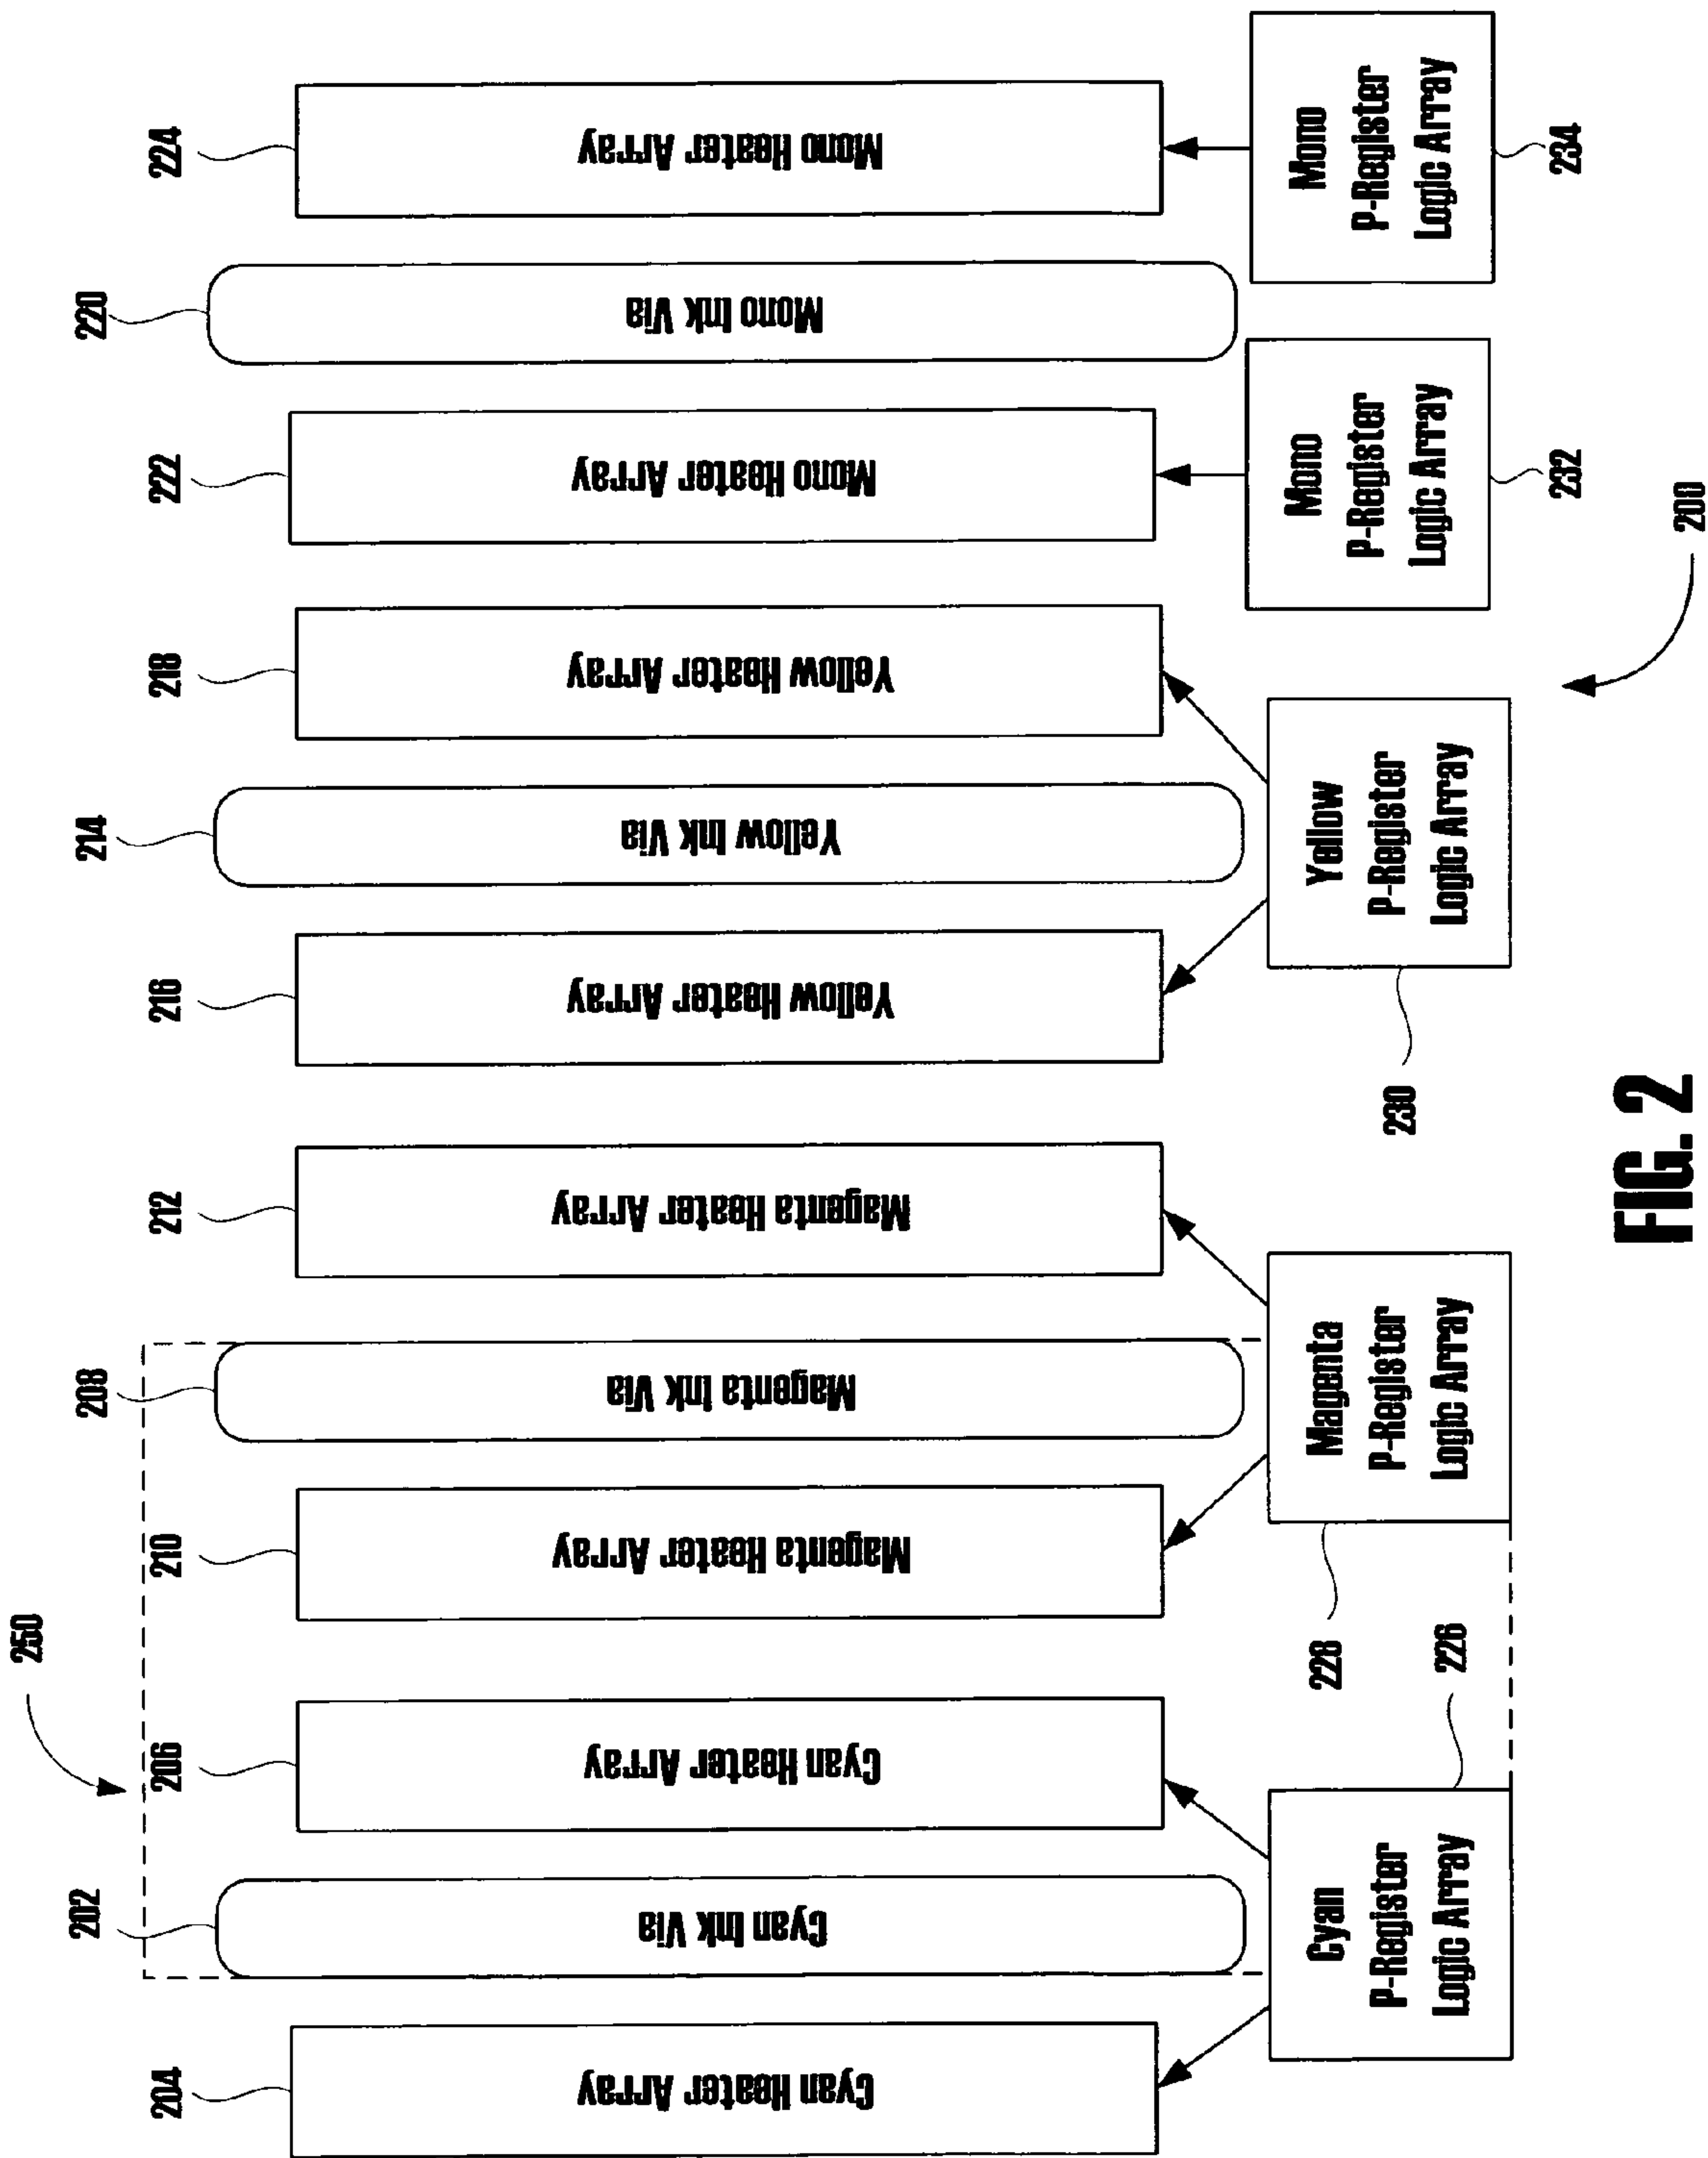 250
202
208
214
220
204
206
210
212
216
218
222
224
Cyan Heater Array
Cyan Ink Via
Cyan Heater Array
Magenta Heater Array
Magenta Ink Via
Magenta Heater Array
Yellow Heater Array
Yellow Ink Via
Yellow Heater Array
Mono Heater Array
Mono Ink Via
Mono Heater Array
Cyan
P-Register
Logic Array
226
228
Magenta
P-Register
Logic Array
230
Yellow
P-Register
Logic Array
Mono
P-Register
Logic Array
232
Mono
P-Register
Logic Array
234
200
FIG. 2